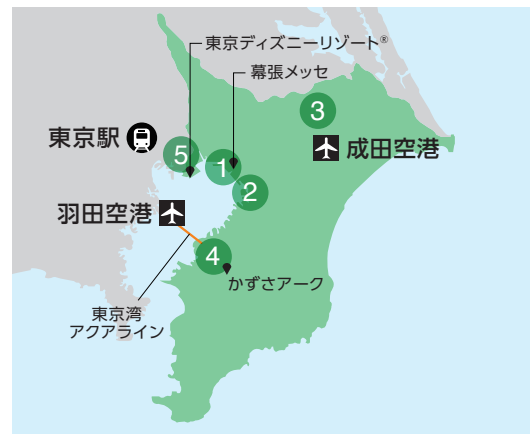 東京ディズニーリゾート®
幕張メッセ
3
東京駅
5
1
成田空港
2
羽田空港
4
かずさアーク
東京湾
アクアライン